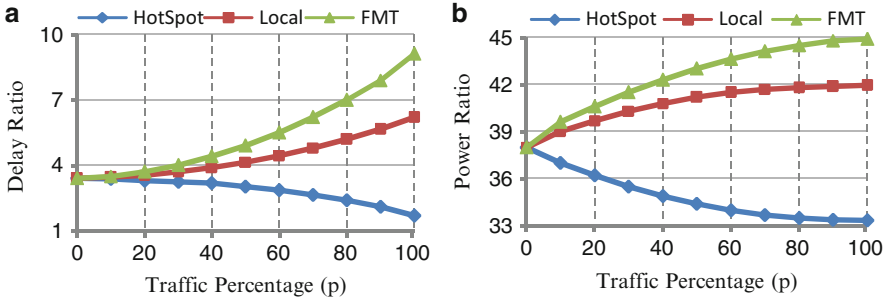 a
HotSpot Local FMT
10
7
4
1
Delay Ratio
0 20 40 60 80 100
Traffic Percentage (p)
b
HotSpot Local FMT
45
42
39
36
33
Power Ratio
0 20 40 60 80 100
Traffic Percentage (p)